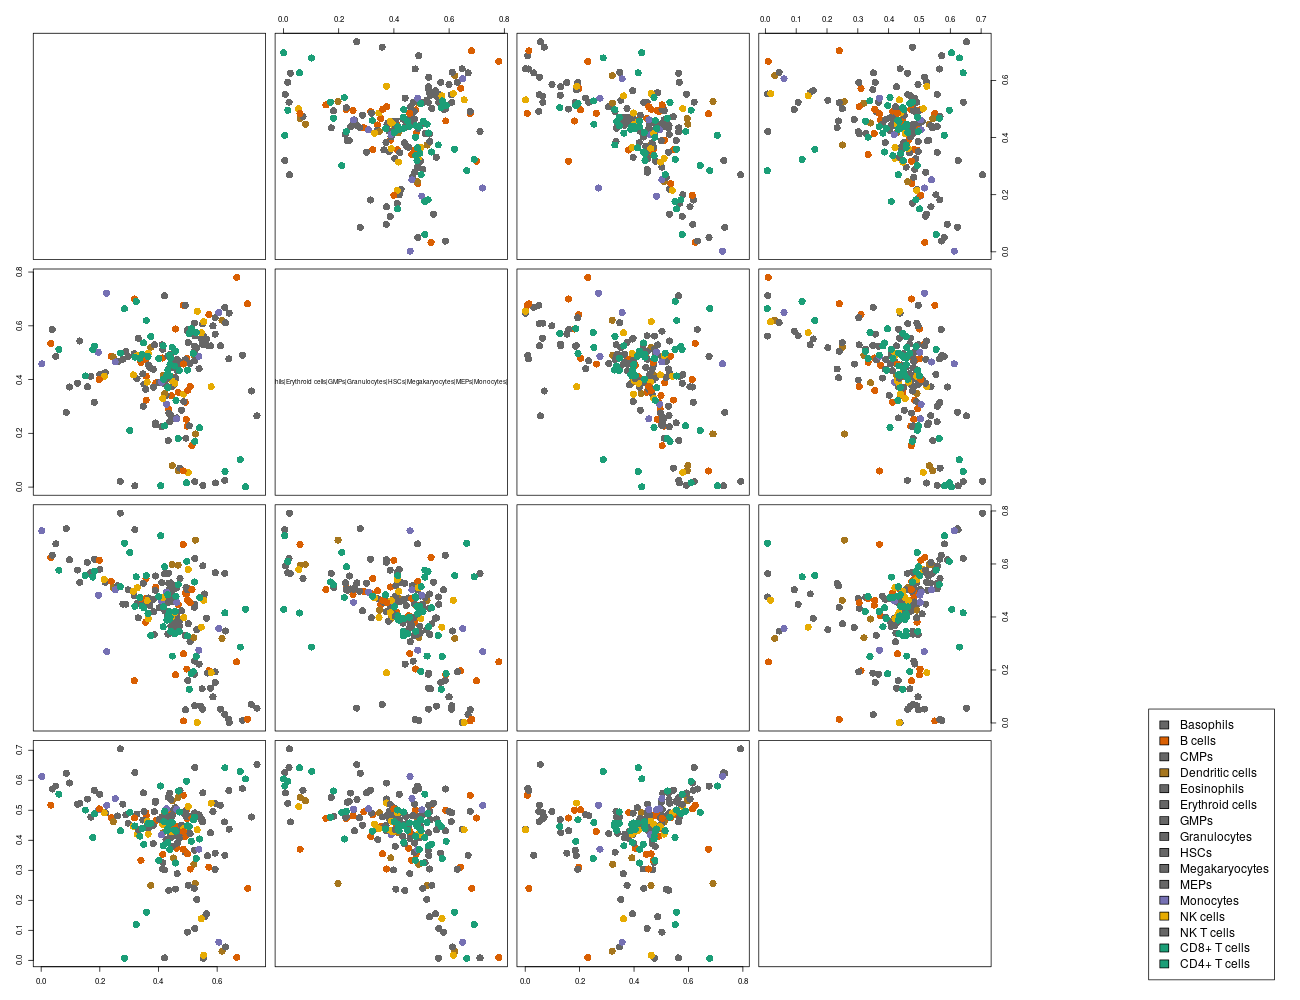 0.0 0.2 0.4 0.6 0.8
0.0 0.1 0.2 0.3 0.4 0.5 0.6 0.7
0.0 0.2 0.4 0.6
0.0 0.2 0.4 0.6 0.8
hils|Erythroid cells|GMPs|Granulocytes|HSCs|Megakaryocytes|MEPs|Monocytes|
0.0 0.2 0.4 0.6 0.8
0.0 0.1 0.2 0.3 0.4 0.5 0.6 0.7
0.0 0.2 0.4 0.6
0.0 0.2 0.4 0.6 0.8
Basophils
B cells
CMPs
Dendritic cells
Eosinophils
Erythroid cells
GMPs
Granulocytes
HSCs
Megakaryocytes
MEPs
Monocytes
NK cells
NK T cells
CD8+ T cells
CD4+ T cells